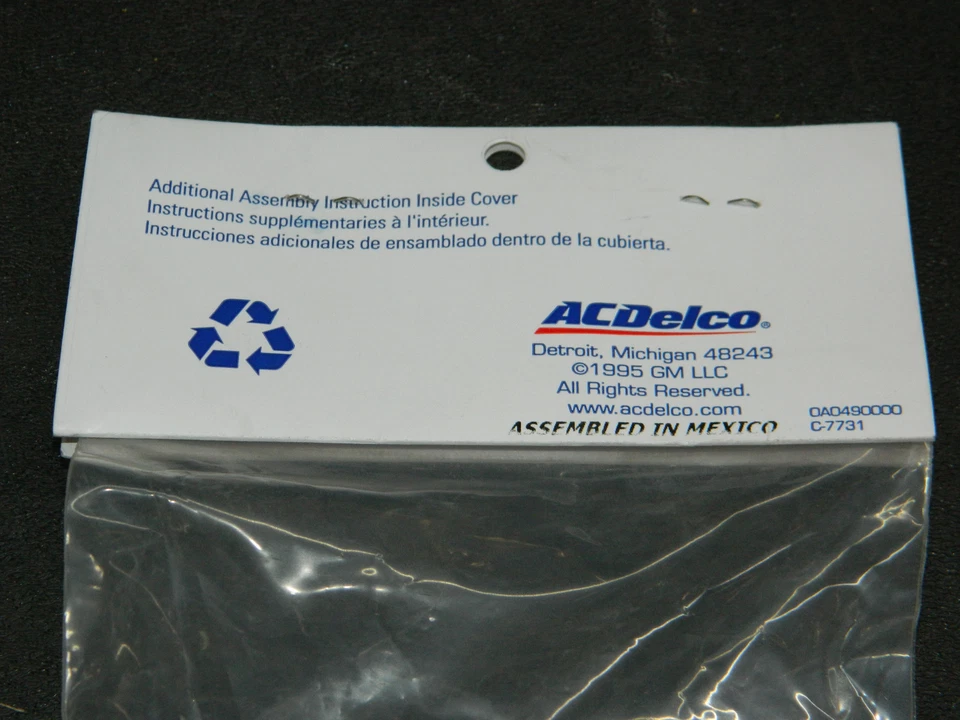 Additional Assembly Instruction Inside Cover
Instructions supplémentaries à l'intérieur.
Instrucciones adicionales de ensamblado dentro de la cubierta.
ACDelco®
Detroit, Michigan 48243
©1995 GM LLC
All Rights Reserved.
www.acdelco.com
ASSEMBLED IN MEXICO
0A0490000
C-7731